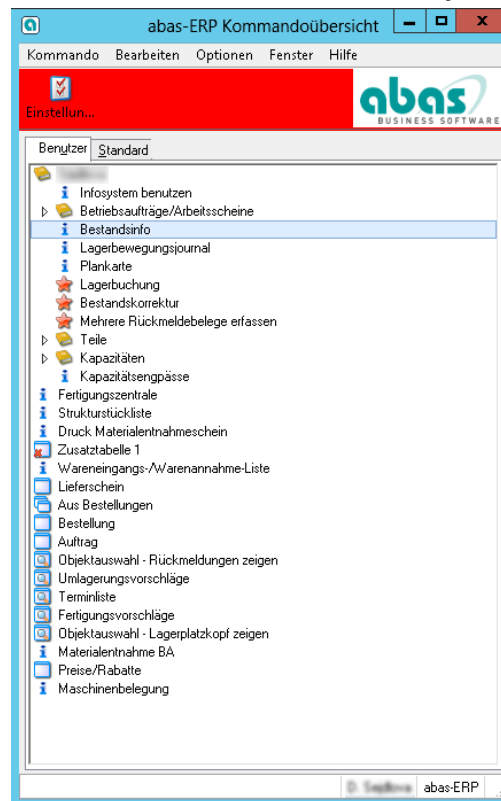 abas-ERP Kommandoübersicht
Kommando Bearbeiten Optionen Fenster Hilfe
Einstellun...
abas
BUSINESS SOFTWARE
Benutzer Standard
Infosystem benutzen
Betriebsaufträge/Arbeitsscheine
Bestandsinfo
Lagerbewegungsjournal
Plankarte
Lagerbuchung
Bestandskorrektur
Mehrere Rückmeldebelege erfassen
Teile
Kapazitäten
Kapazitätsengpässe
Fertigungszentrale
Strukturstückliste
Druck Materialentnahmeschein
Zusatztabelle 1
Wareneingangs-/Warenannahme-Liste
Lieferschein
Aus Bestellungen
Bestellung
Auftrag
Objektauswahl - Rückmeldungen zeigen
Umlagerungsvorschläge
Terminliste
Fertigungsvorschläge
Objektauswahl - Lagerplatzkopf zeigen
Materialentnahme BA
Preise/Rabatte
Maschinenbelegung
abas-ERP